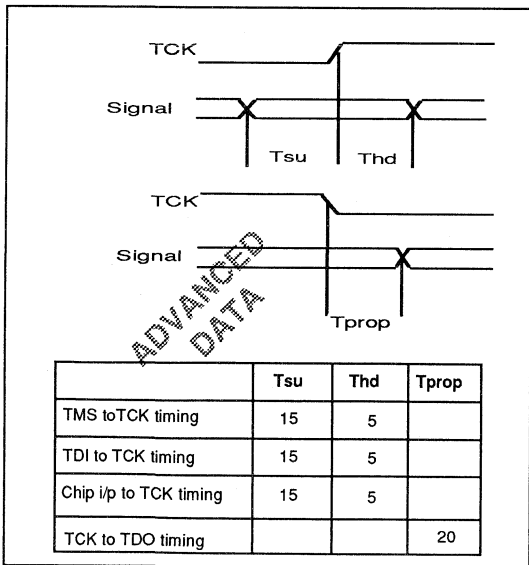 TCK
Signal
Tsu Thd
TCK
Signal
Tprop
ADVANCED
DATA
Tsu Thd Tprop
TMS toTCK timing 15 5
TDI to TCK timing 15 5
Chip i/p to TCK timing 15 5
TCK to TDO timing 20